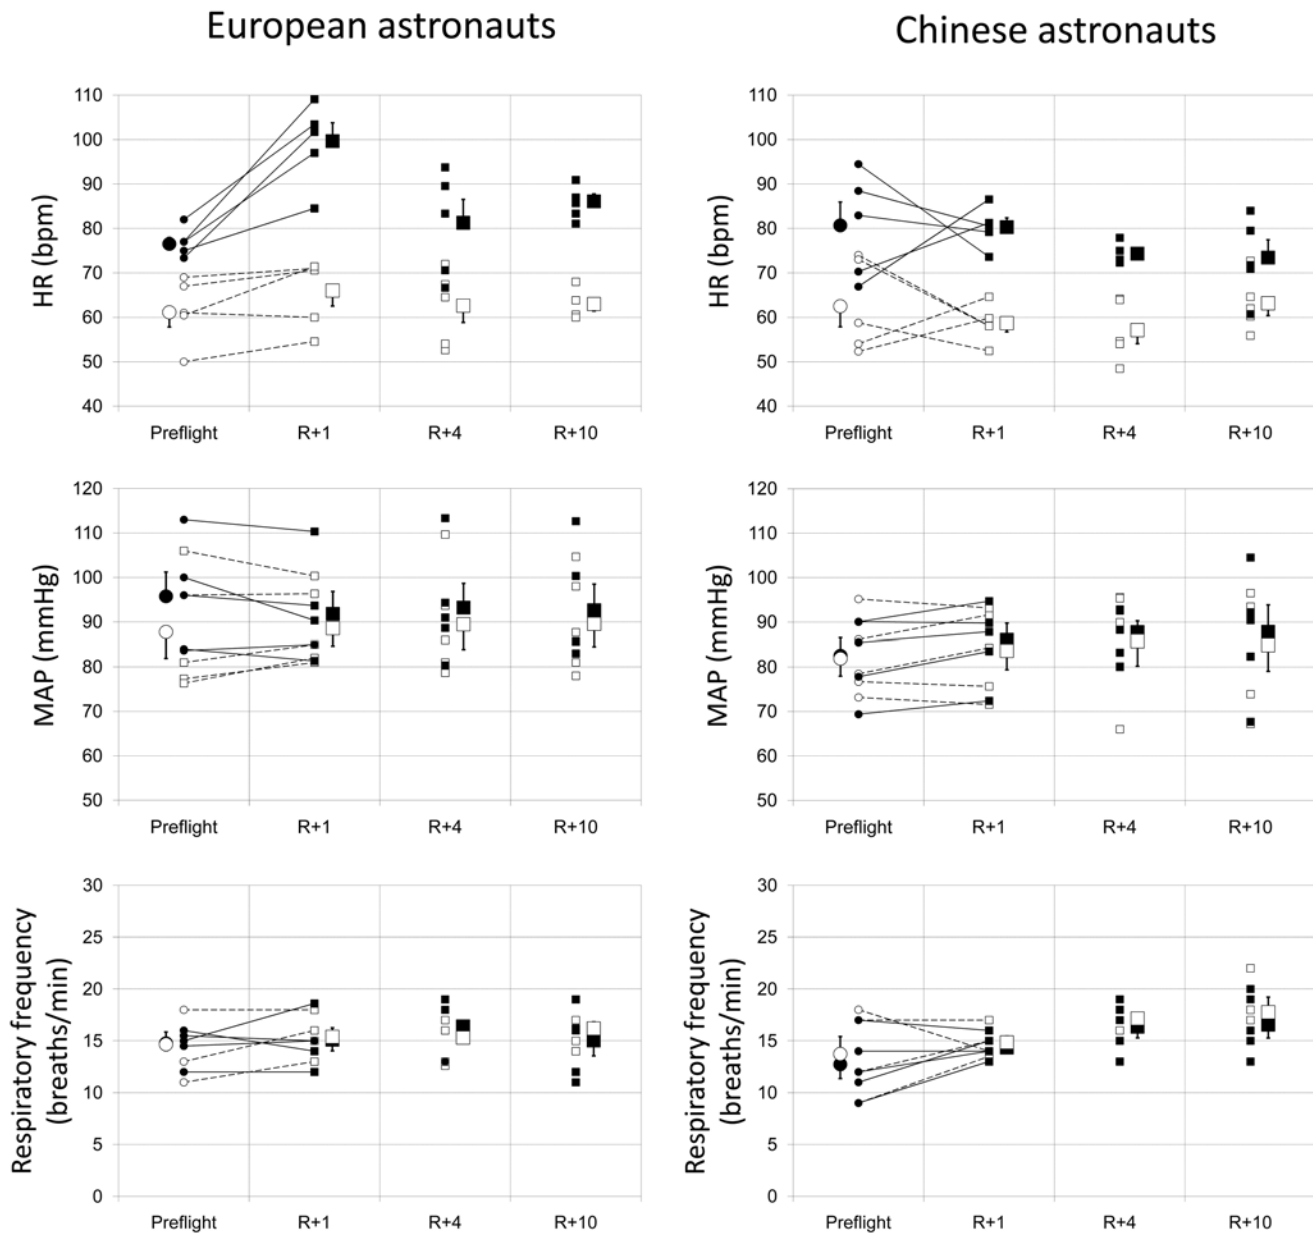 European astronauts
Chinese astronauts
HR (bpm)
110
100
90
80
70
60
50
40
Preflight R+1 R+4 R+10
HR (bpm)
110
100
90
80
70
60
50
40
Preflight R+1 R+4 R+10
MAP (mmHg)
120
110
100
90
80
70
60
50
Preflight R+1 R+4 R+10
MAP (mmHg)
120
110
100
90
80
70
60
50
Preflight R+1 R+4 R+10
Respiratory frequency
(breaths/min)
30
25
20
15
10
5
0
Preflight R+1 R+4 R+10
Respiratory frequency
(breaths/min)
30
25
20
15
10
5
0
Preflight R+1 R+4 R+10